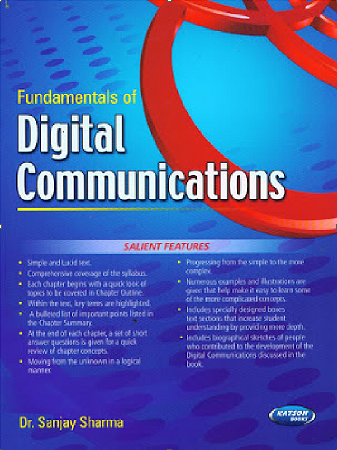 Fundamentals of
Digital
Communications
SALIENT FEATURES
• Simple and Lucid text.
• Comprehensive coverage of the syllabus.
• Each chapter begins with a quick look of
topics to be covered in Chapter Outline
• Within the text, key terms are highlighted.
• A bulleted list of important points listed in
the Chapter Summary.
• At the end of each chapter, a set of short
answer questions is given for a quick
review of chapter concepts.
• Moving from the unknown in a logical
manner.
• Progressing from the simple to the more
complex.
• Numerous examples and illustrations are
given that help make it easy to learn some
of the more complicated concepts.
• Includes specially designed boxes
text sections that increase student
understanding by providing more depth.
• Includes biographical sketches of people
who contributed to the development of the
Digital Communications discussed in the
book.
Dr. Sanjay Sharma
KATSON
BOOKS